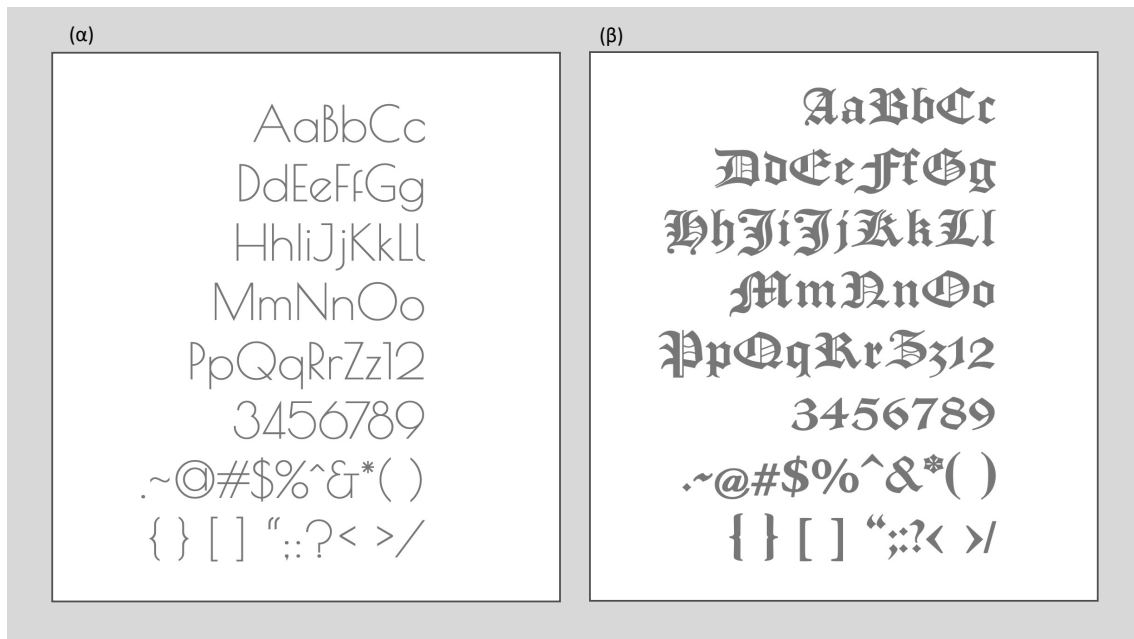 (α)
AaBbCc
DdEeFfGg
HhIiJjKkLl
MmNnOo
PpQqRrZz12
3456789
.~@#$%^&*( )
{ } [ ] “;:?< >/
(β)
AaBbCc
DdEeFfGg
HhIiJjKkLl
MmNnOo
PpQqRrZz12
3456789
.~@#$%^&*( )
{ } [ ] “;:?< >/